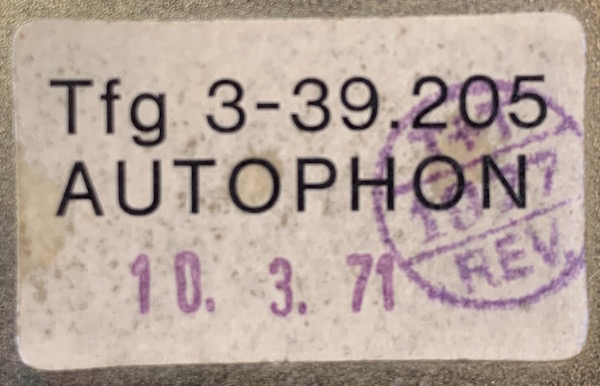 Tfg 3-39.205
AUTOPHON
10. 3. 71
REV.